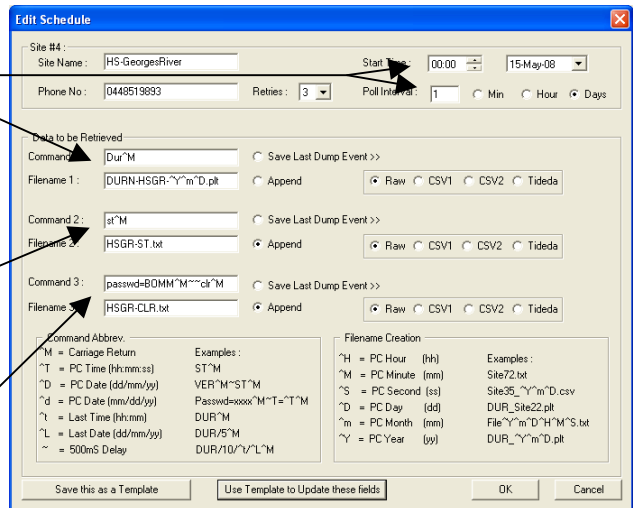 Edit Schedule
Site #4 :
Site Name : HS-GeorgesRiver Start Time : 00:00 15-May-08
Phone No : 0448519893 Retries : 3 Poll Interval : 1 Min Hour Days
Data to be Retrieved
Command Dur^M Save Last Dump Event >>
Filename 1 : DURN-HSGR-^Y^m^D.plt Append Raw CSV1 CSV2 Tideda
Command 2 : st^M Save Last Dump Event >>
Filename 2 HSGR-ST.txt Append Raw CSV1 CSV2 Tideda
Command 3 : passwd=BOMM^M~~clr^M Save Last Dump Event >>
Filename 3 HSGR-CLR.txt Append Raw CSV1 CSV2 Tideda
Command Abbrev.
^M = Carriage Return Examples :
^T = PC Time (hh:mm:ss) ST^M
^D = PC Date (dd/mm/yy) VER^M~ST^M
^d = PC Date (mm/dd/yy) Passwd=xxxx^M~T=^T^M
^t = Last Time (hh:mm) DUR^M
^L = Last Date (dd/mm/yy) DUR/5^M
~ = 500mS Delay DUR/10/^t/^L^M
Filename Creation
^H = PC Hour (hh) Examples :
^M = PC Minute (mm) Site72.txt
^S = PC Second (ss) Site35_^Y^m^D.csv
^D = PC Day (dd) DUR_Site22.plt
^m = PC Month (mm) File^Y^m^D^H^M^S.txt
^Y = PC Year (yy) DUR_^Y^m^D.plt
Save this as a Template Use Template to Update these fields OK Cancel